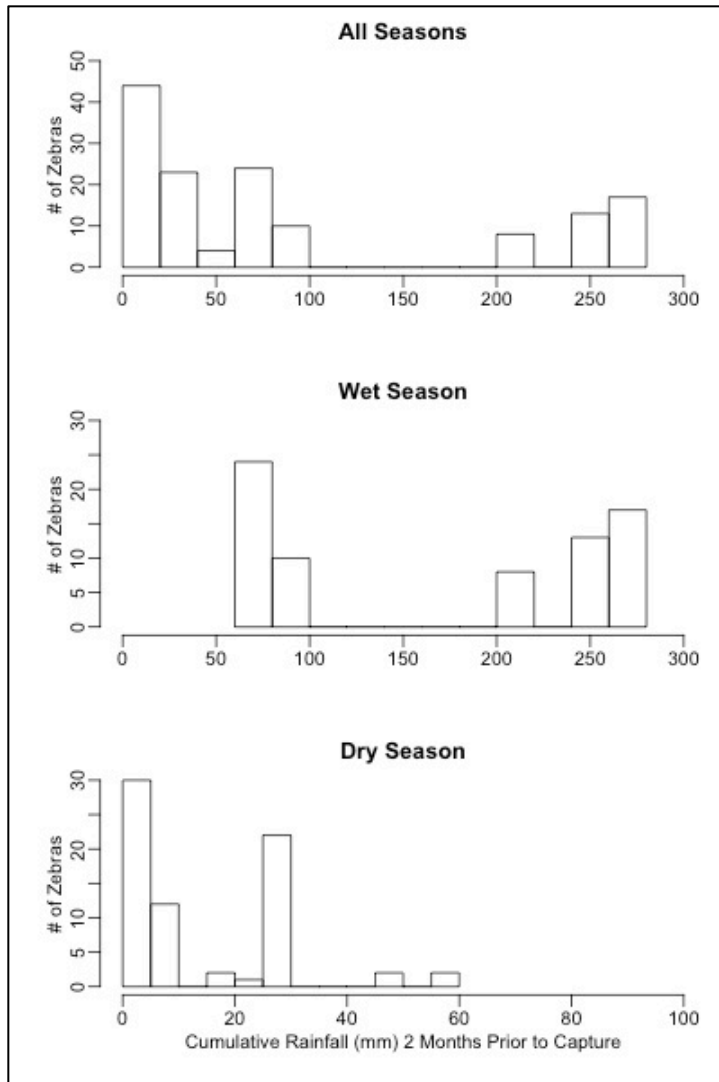 All Seasons
# of Zebras
0 10 20 30 40 50
0 50 100 150 200 250 300
Wet Season
# of Zebras
0 5 10 20 30
0 50 100 150 200 250 300
Dry Season
# of Zebras
0 5 10 20 30
0 20 40 60 80 100
Cumulative Rainfall (mm) 2 Months Prior to Capture